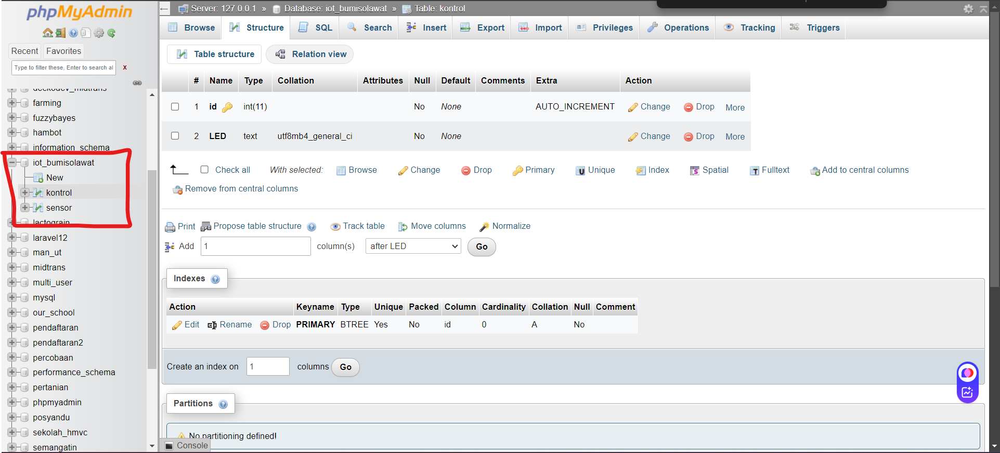 phpMyAdmin
Recent Favorites
Type to filter these, Enter to search al X
deckodev_midtrans
farming
fuzzybayes
hambot
information_schema
iot_bumisolawat
New
kontrol
sensor
lactograin
laravel12
man_ut
midtrans
multi_user
mysql
our_school
pendaftaran
pendaftaran2
percobaan
performance_schema
pertanian
phpmyadmin
posyandu
sekolah_hmvc
semangatin
Server: 127.0.0.1 » Database: iot_bumisolawat » Table: kontrol
Browse Structure SQL Search Insert Export Import Privileges Operations Tracking Triggers
Table structure Relation view
# Name Type Collation Attributes Null Default Comments Extra Action
1 id int(11) No None AUTO_INCREMENT Change Drop More
2 LED text utf8mb4_general_ci No None Change Drop More
Check all With selected: Browse Change Drop Primary Unique Index Spatial Fulltext Add to central columns
Remove from central columns
Print Propose table structure Track table Move columns Normalize
Add 1 column(s) after LED Go
Indexes
Action Keyname Type Unique Packed Column Cardinality Collation Null Comment
Edit Rename Drop PRIMARY BTREE Yes No id 0 A No
Create an index on 1 columns Go
Partitions
No partitioning defined!
Console